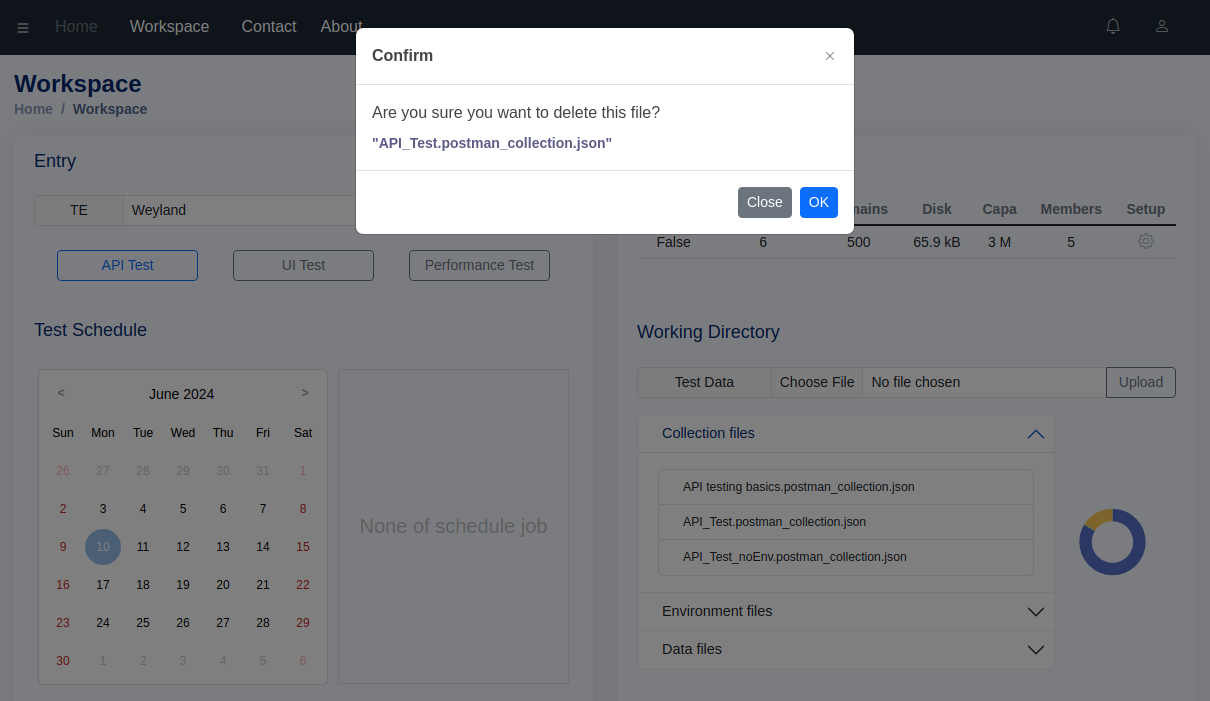 Home Workspace Contact About
Confirm ×
Workspace
Home / Workspace
Are you sure you want to delete this file?
"API_Test.postman_collection.json"
Close OK
Entry
TE Weyland
Disk Capa Members Setup
False 6 500 65.9 kB 3 M 5
API Test UI Test Performance Test
Test Schedule
Working Directory
< June 2024 >
Sun Mon Tue Wed Thu Fri Sat
26 27 28 29 30 31 1
2 3 4 5 6 7 8
9 10 11 12 13 14 15
16 17 18 19 20 21 22
23 24 25 26 27 28 29
30 1 2 3 4 5 6
None of schedule job
Test Data Choose File No file chosen Upload
Collection files
API testing basics.postman_collection.json
API_Test.postman_collection.json
API_Test_noEnv.postman_collection.json
Environment files
Data files